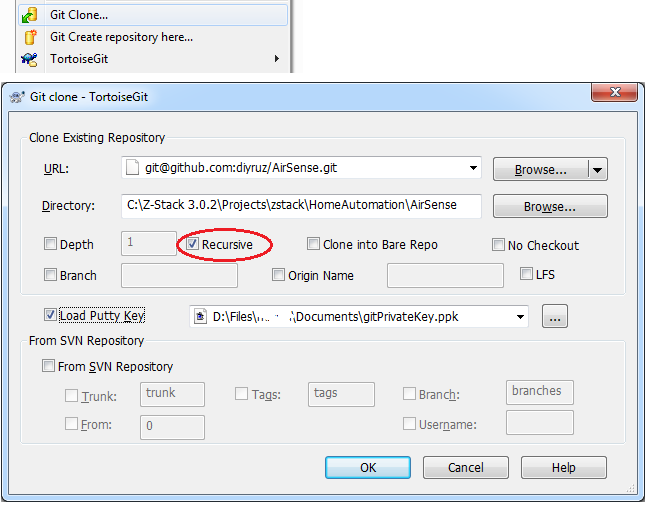 Git Clone...
Git Create repository here...
TortoiseGit
Git clone - TortoiseGit
Clone Existing Repository
URL: git@github.com:diyruz/AirSense.git Browse...
Directory: C:\Z-Stack 3.0.2\Projects\zstack\HomeAutomation\AirSense Browse...
Depth 1 Recursive Clone into Bare Repo No Checkout
Branch Origin Name LFS
Load Putty Key D:\Files\ \Documents\gitPrivateKey.ppk ...
From SVN Repository
From SVN Repository
Trunk: trunk Tags: tags Branch: branches
From: 0 Username:
OK Cancel Help